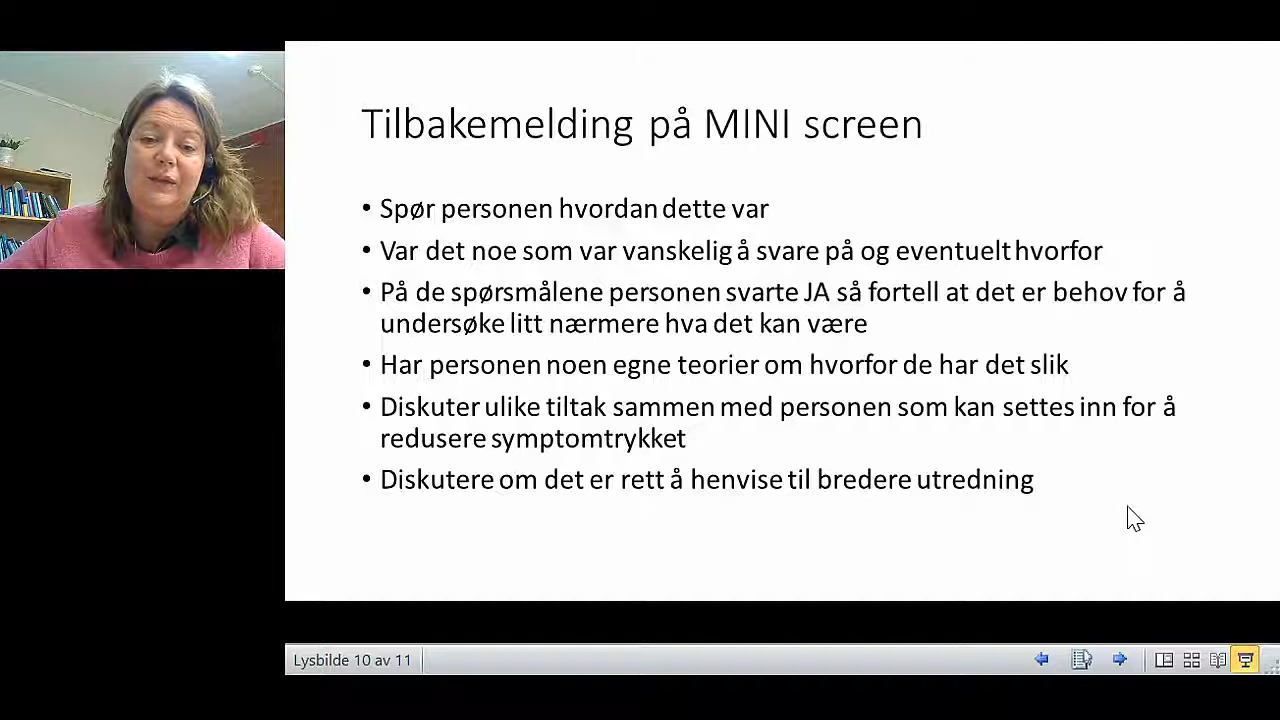 Tilbakemelding på MINI screen
• Spør personen hvordan dette var
• Var det noe som var vanskelig å svare på og eventuelt hvorfor
• På de spørsmålene personen svarte JA så fortell at det er behov for å
undersøke litt nærmere hva det kan være
• Har personen noen egne teorier om hvorfor de har det slik
• Diskuter ulike tiltak sammen med personen som kan settes inn for å
redusere symptomtrykket
• Diskutere om det er rett å henvise til bredere utredning
Lysbilde 10 av 11